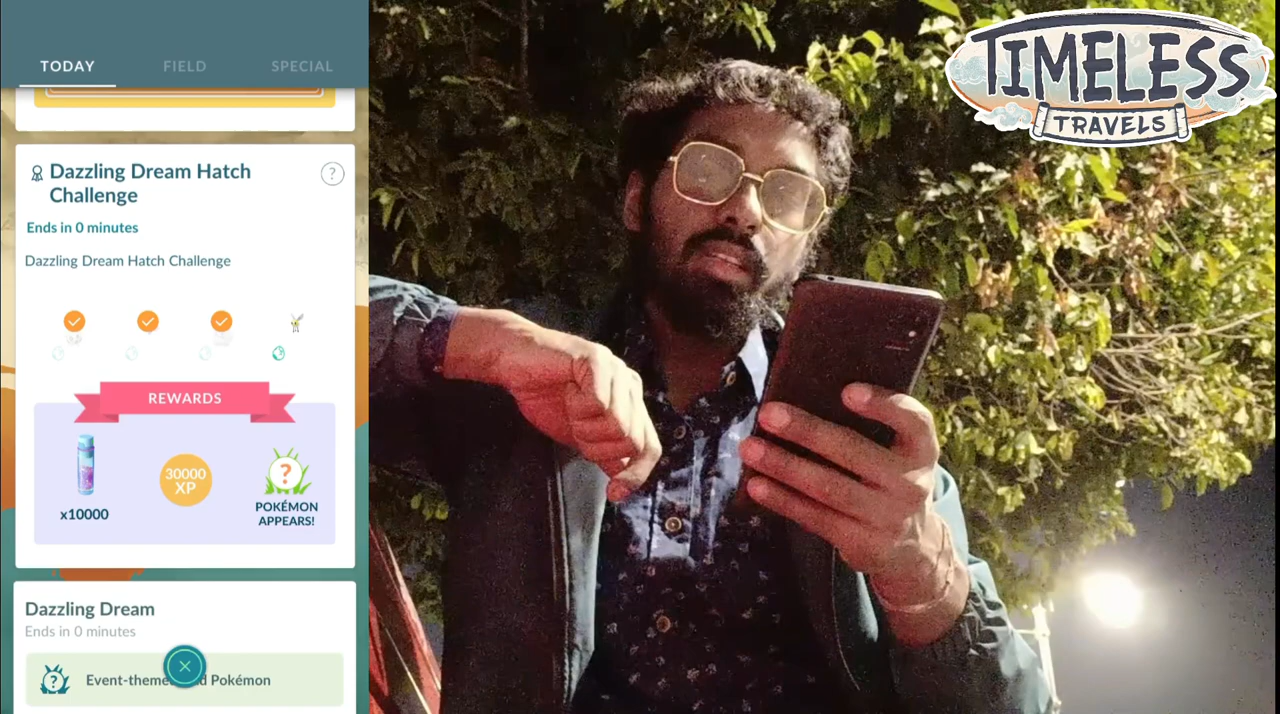 TODAY FIELD SPECIAL
Dazzling Dream Hatch
Challenge
?
Ends in 0 minutes
Dazzling Dream Hatch Challenge
REWARDS
?
30000
XP
x10000
POKÉMON
APPEARS!
Dazzling Dream
Ends in 0 minutes
?
Event-theme d Pokémon
TIMELESS
TRAVELS